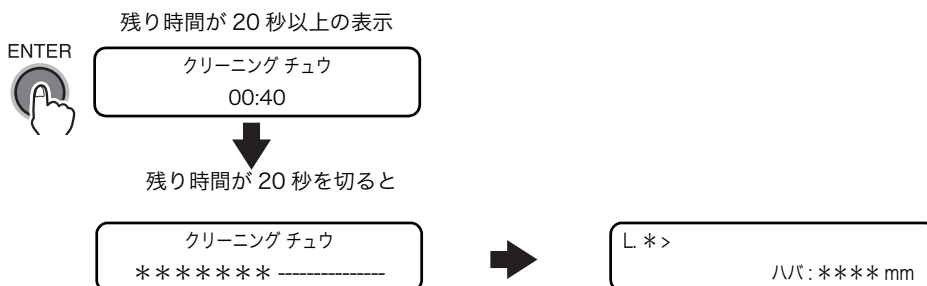 残り時間が 20 秒以上の表示
ENTER
クリーニング チュウ
00:40
残り時間が 20 秒を切ると
クリーニング チュウ
＊＊＊＊＊＊＊ ---------------
L. ＊ >
ハバ : ＊＊＊＊ mm